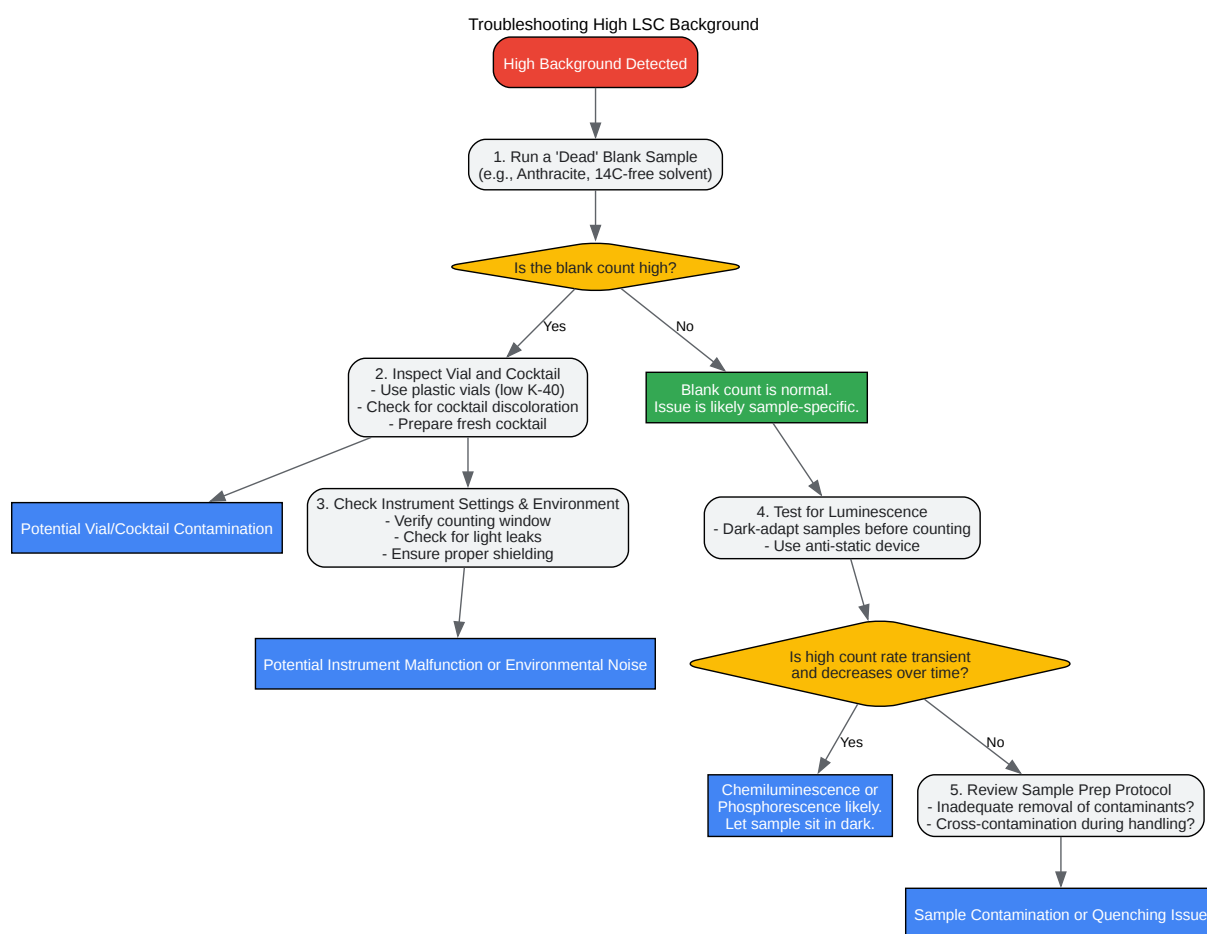 Troubleshooting High LSC Background
High Background Detected
1. Run a 'Dead' Blank Sample
(e.g., Anthracite, 14C-free solvent)
Is the blank count high?
Yes
No
2. Inspect Vial and Cocktail
- Use plastic vials (low K-40)
- Check for cocktail discoloration
- Prepare fresh cocktail
Blank count is normal.
Issue is likely sample-specific.
Potential Vial/Cocktail Contamination
3. Check Instrument Settings & Environment
- Verify counting window
- Check for light leaks
- Ensure proper shielding
4. Test for Luminescence
- Dark-adapt samples before counting
- Use anti-static device
Potential Instrument Malfunction or Environmental Noise
Is high count rate transient
and decreases over time?
Yes
No
Chemiluminescence or
Phosphorescence likely.
Let sample sit in dark.
5. Review Sample Prep Protocol
- Inadequate removal of contaminants?
- Cross-contamination during handling?
Sample Contamination or Quenching Issue